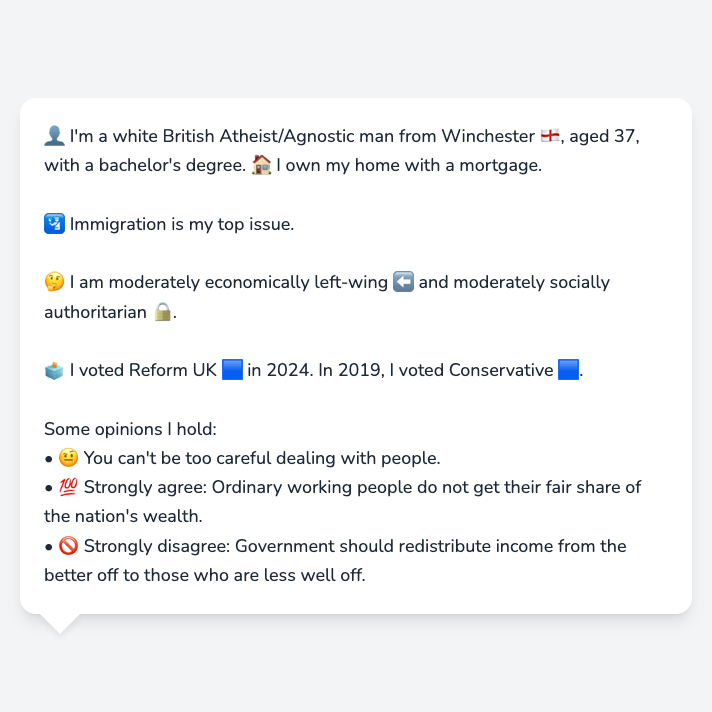 👤 I'm a white British Atheist/Agnostic man from Winchester 🏴󠁧󠁢󠁥󠁮󠁧󠁿, aged 37,
with a bachelor's degree. 🏠 I own my home with a mortgage.
🛂 Immigration is my top issue.
🤔 I am moderately economically left-wing ⬅️ and moderately socially
authoritarian 🔒.
🗳️ I voted Reform UK 🟦 in 2024. In 2019, I voted Conservative 🟦.
Some opinions I hold:
• 🤨 You can't be too careful dealing with people.
• 💯 Strongly agree: Ordinary working people do not get their fair share of
the nation's wealth.
• 🚫 Strongly disagree: Government should redistribute income from the
better off to those who are less well off.